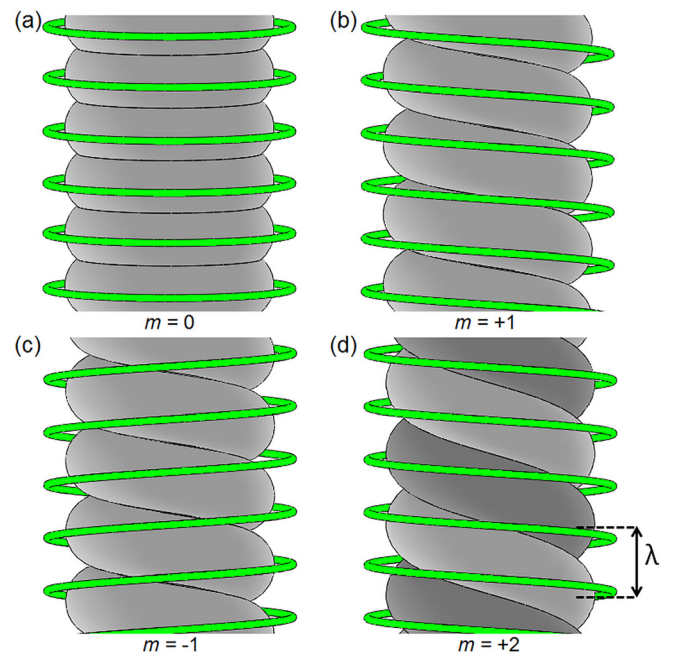 (a)
(b)
m = 0
m = +1
(c)
(d)
λ
m = -1
m = +2